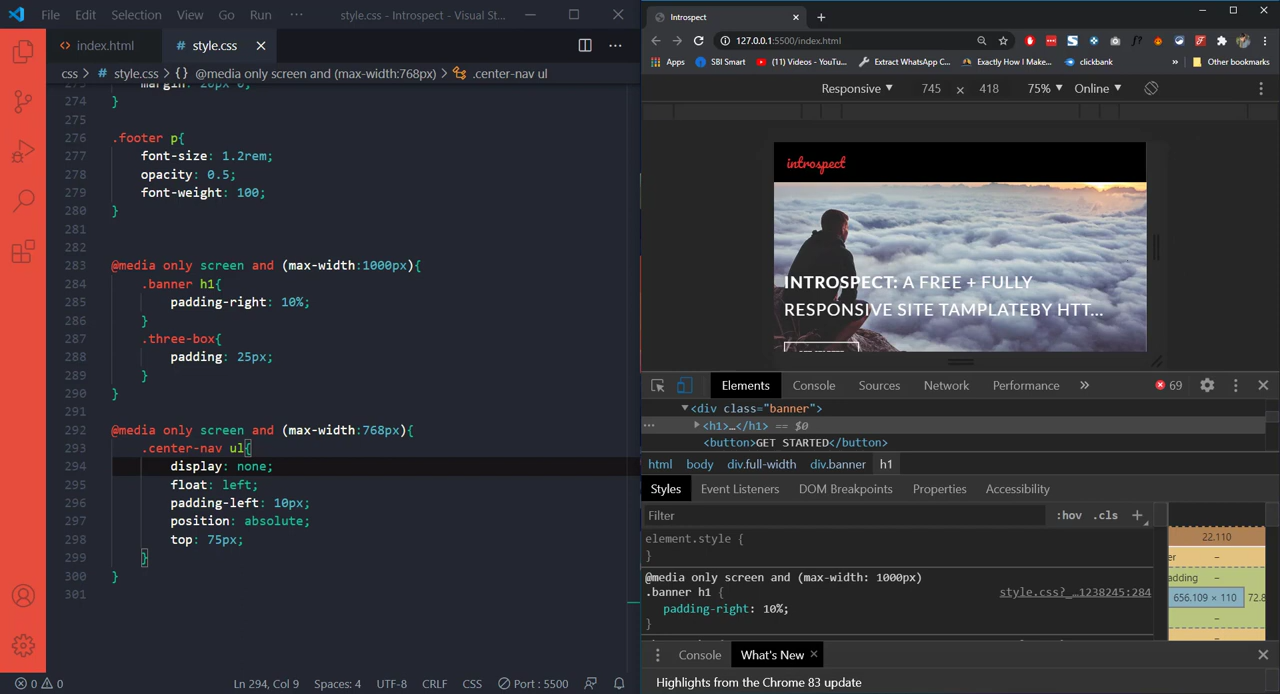 File Edit Selection View Go Run ··· style.css - Introspect - Visual St...
index.html
style.css
css > style.css > {} @media only screen and (max-width:768px) > .center-nav ul
274 }
275
276 .footer p{
277 font-size: 1.2rem;
278 opacity: 0.5;
279 font-weight: 100;
280 }
281
282
283 @media only screen and (max-width:1000px){
284 .banner h1{
285 padding-right: 10%;
286 }
287 .three-box{
288 padding: 25px;
289 }
290 }
291
292 @media only screen and (max-width:768px){
293 .center-nav ul{
294 display: none;
295 float: left;
296 padding-left: 10px;
297 position: absolute;
298 top: 75px;
299 }
300 }
301
0 0
Ln 294, Col 9 Spaces: 4 UTF-8 CRLF CSS Port : 5500
Introspect
127.0.0.1:5500/index.html
Apps SBI Smart (11) Videos - YouTu... Extract WhatsApp C... Exactly How I Make... clickbank » Other bookmarks
Responsive 745 × 418 75% Online
introspect
INTROSPECT: A FREE + FULLY
RESPONSIVE SITE TAMPLATEBY HTT...
Elements Console Sources Network Performance » 69
<div class="banner">
··· <h1>…</h1> == $0
<button>GET STARTED</button>
html body div.full-width div.banner h1
Styles Event Listeners DOM Breakpoints Properties Accessibility
Filter :hov .cls +
element.style {
}
@media only screen and (max-width: 1000px)
.banner h1 { style.css?_…1238245:284
padding-right: 10%;
}
22.110
er –
adding –
656.109 × 110 72.8
–
–
Console What's New
Highlights from the Chrome 83 update